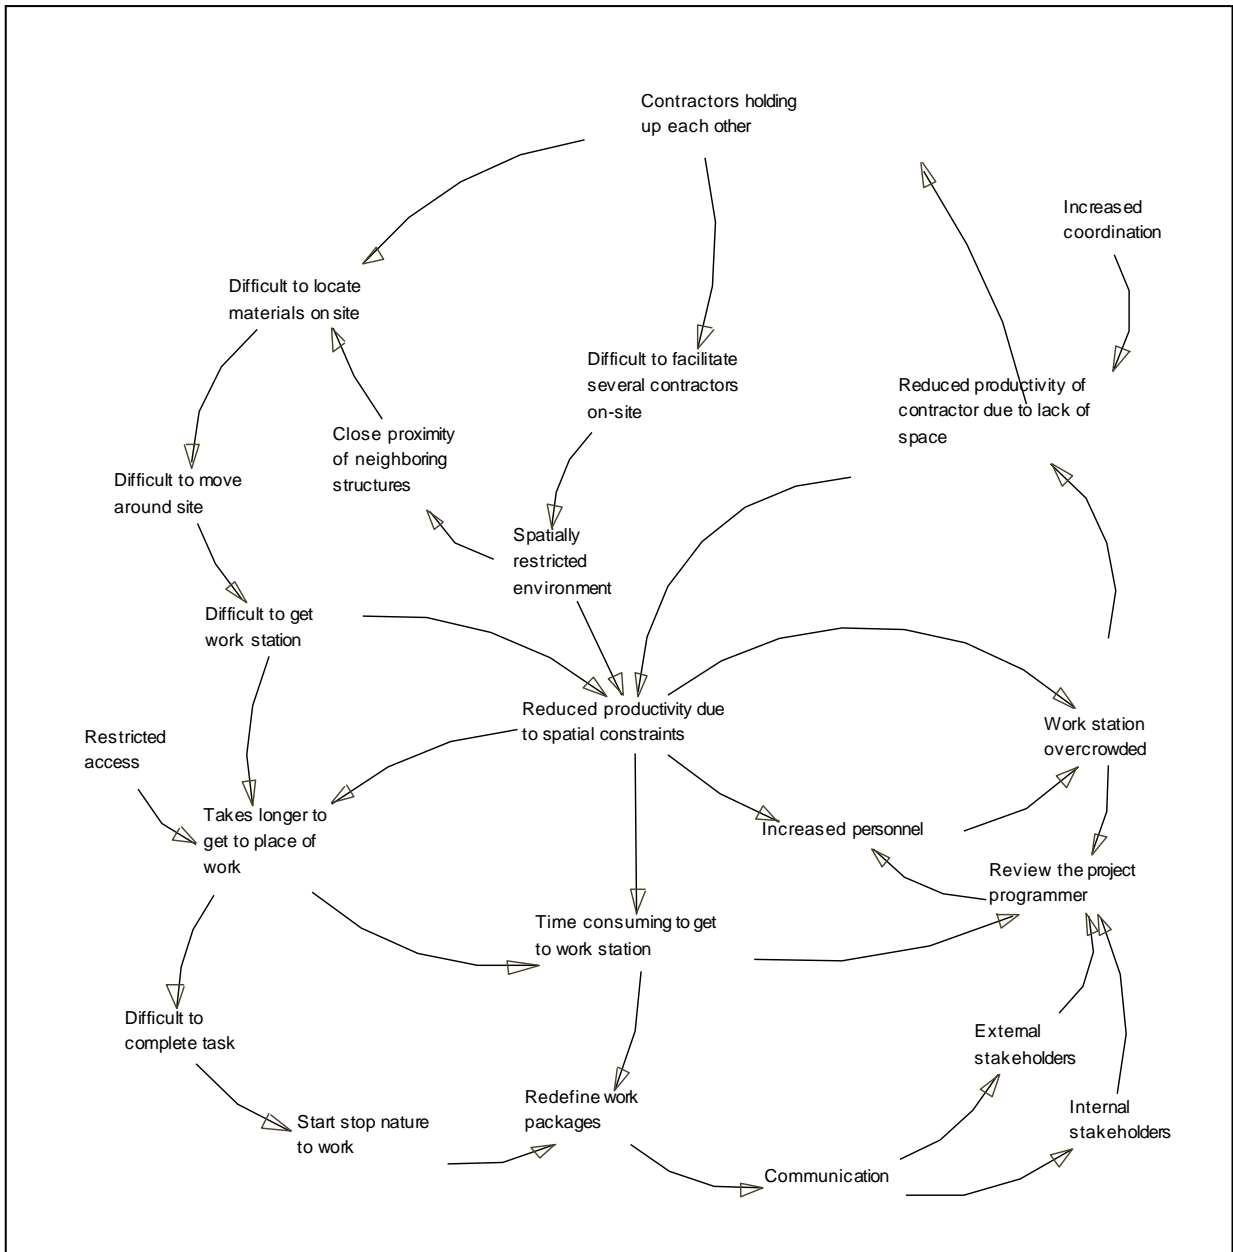 Contractors holding
up each other
Increased
coordination
Difficult to locate
materials on site
Difficult to facilitate
several contractors
on-site
Reduced productivity of
contractor due to lack of
space
Close proximity
of neighboring
structures
Difficult to move
around site
Spatially
restricted
environment
Difficult to get
work station
Reduced productivity due
to spatial constraints
Work station
overcrowded
Restricted
access
Takes longer to
get to place of
work
Increased personnel
Review the project
programmer
Time consuming to get
to work station
Difficult to
complete task
External
stakeholders
Redefine work
packages
Internal
stakeholders
Start stop nature
to work
Communication